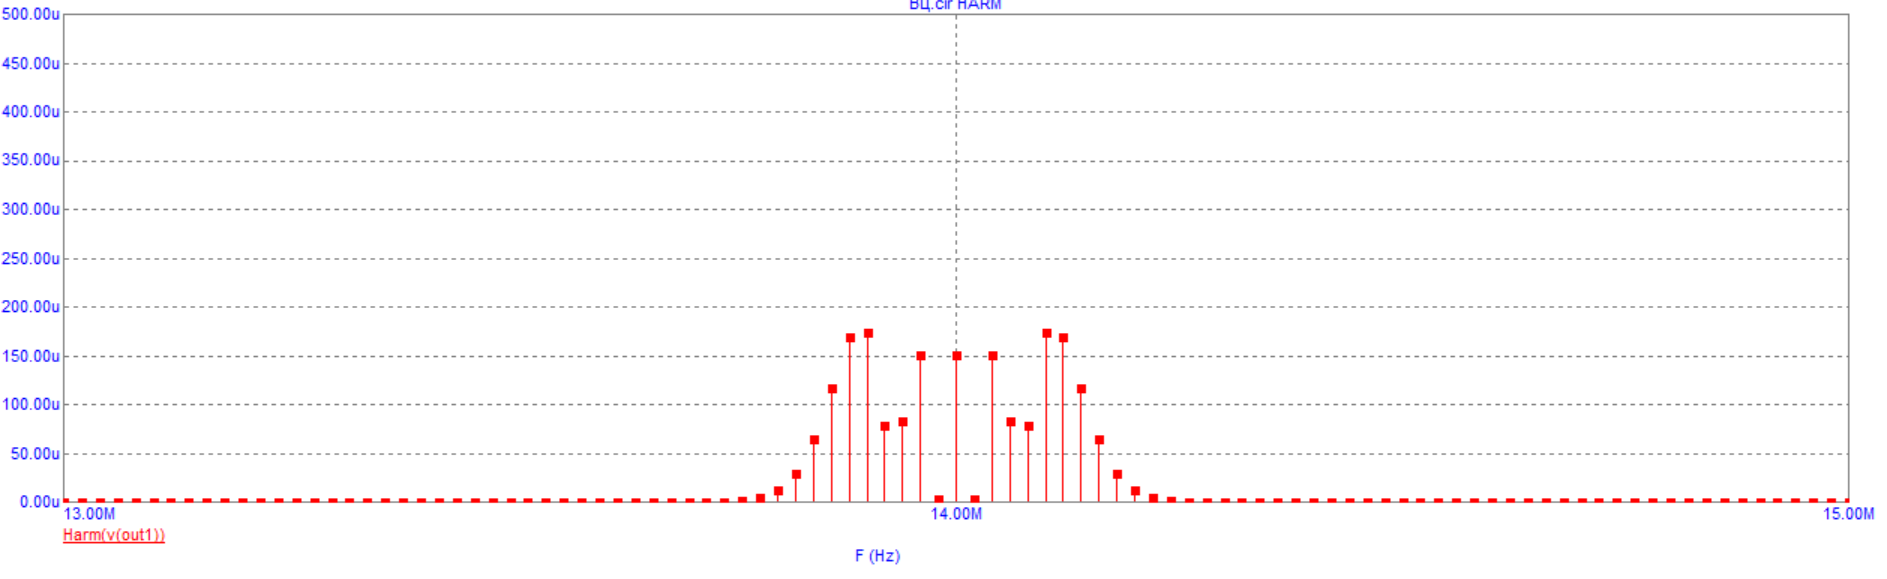 ВЦ.cir HARM
500.00u
450.00u
400.00u
350.00u
300.00u
250.00u
200.00u
150.00u
100.00u
50.00u
0.00u
13.00M 14.00M 15.00M
Harm(v(out1))
F (Hz)